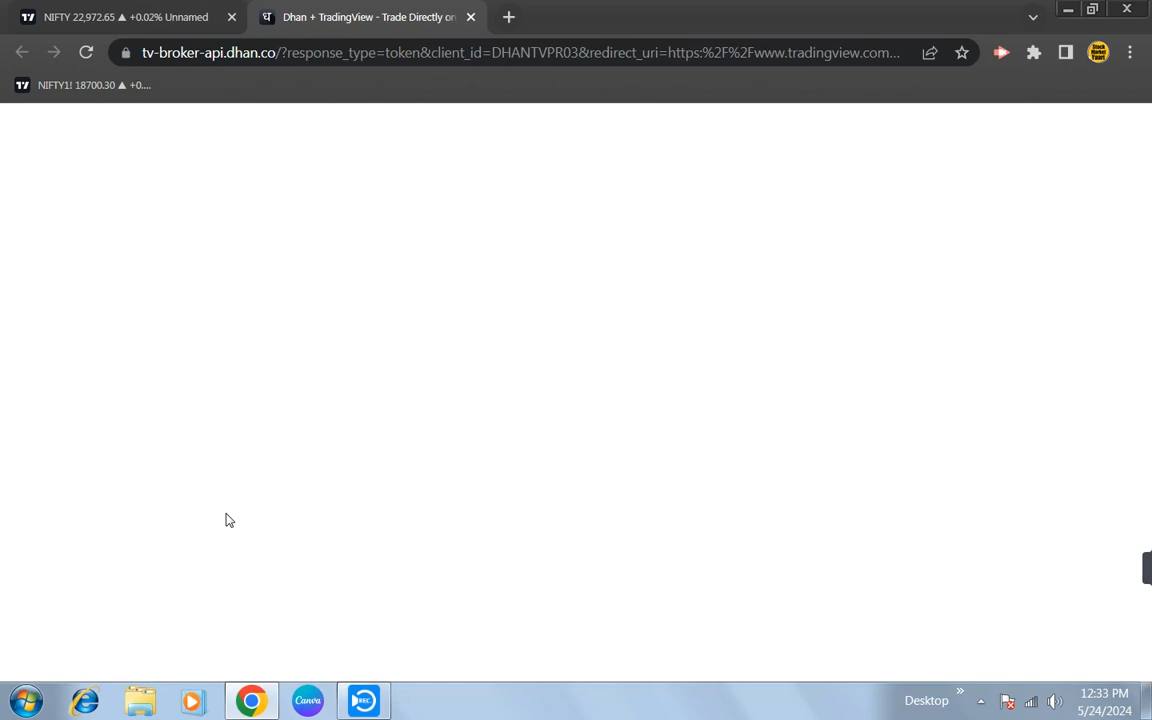 NIFTY 22,972.65 ▲ +0.02% Unnamed
Dhan + TradingView - Trade Directly on
tv-broker-api.dhan.co/?response_type=token&client_id=DHANTVPR03&redirect_uri=https:%2F%2Fwww.tradingview.com...
NIFTY1! 18700.30 ▲ +0....
Canva
REC
Desktop
12:33 PM
5/24/2024